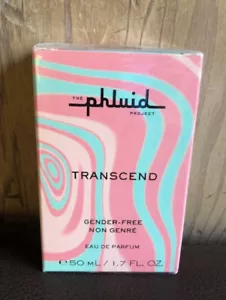 THE
phluid
PROJECT
TRANSCEND
GENDER-FREE
NON GENRE
EAU DE PARFUM
e 50 mL / 1.7 FL. OZ.